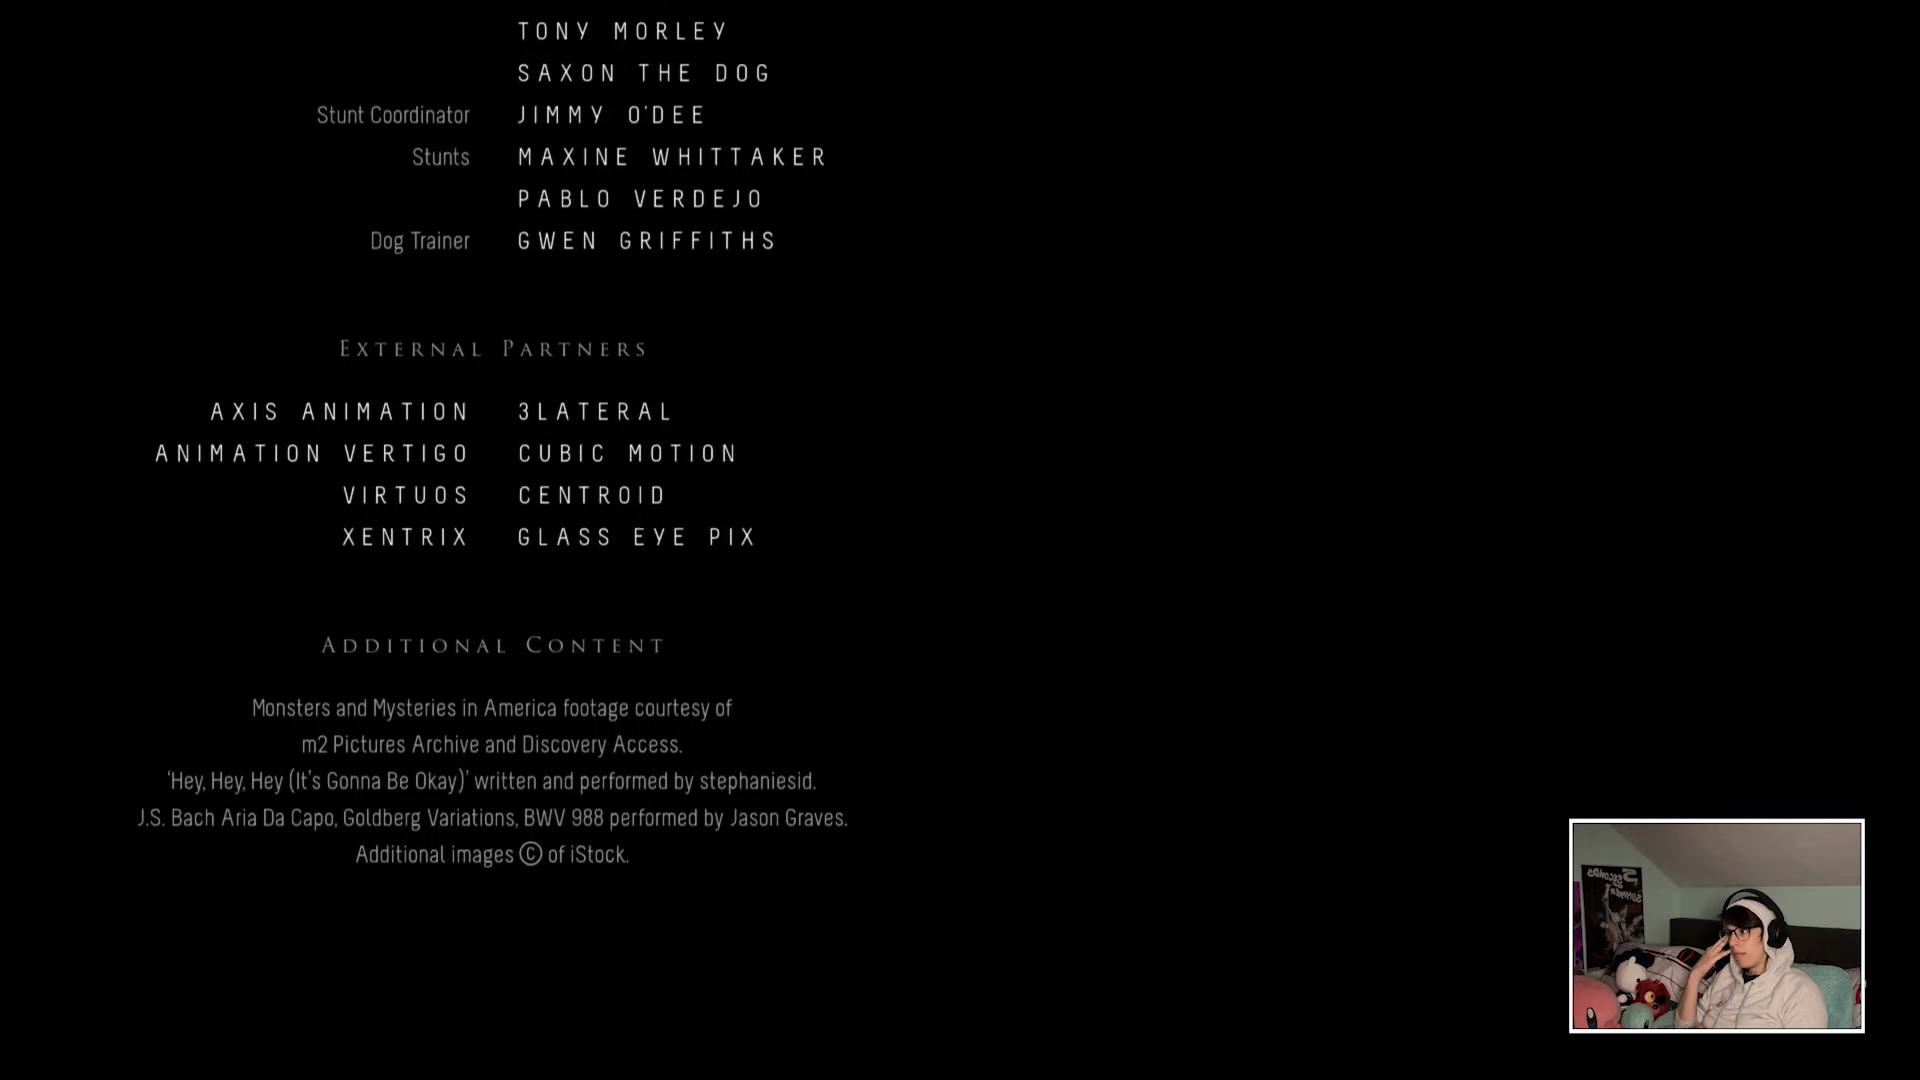 TONY MORLEY
SAXON THE DOG
Stunt Coordinator JIMMY O'DEE
Stunts MAXINE WHITTAKER
PABLO VERDEJO
Dog Trainer GWEN GRIFFITHS
EXTERNAL PARTNERS
AXIS ANIMATION 3LATERAL
ANIMATION VERTIGO CUBIC MOTION
VIRTUOS CENTROID
XENTRIX GLASS EYE PIX
ADDITIONAL CONTENT
Monsters and Mysteries in America footage courtesy of
m2 Pictures Archive and Discovery Access.
‘Hey, Hey, Hey (It’s Gonna Be Okay)’ written and performed by stephaniesid.
J.S. Bach Aria Da Capo, Goldberg Variations, BWV 988 performed by Jason Graves.
Additional images © of iStock.
5 SECONDS
OF
SUMMER